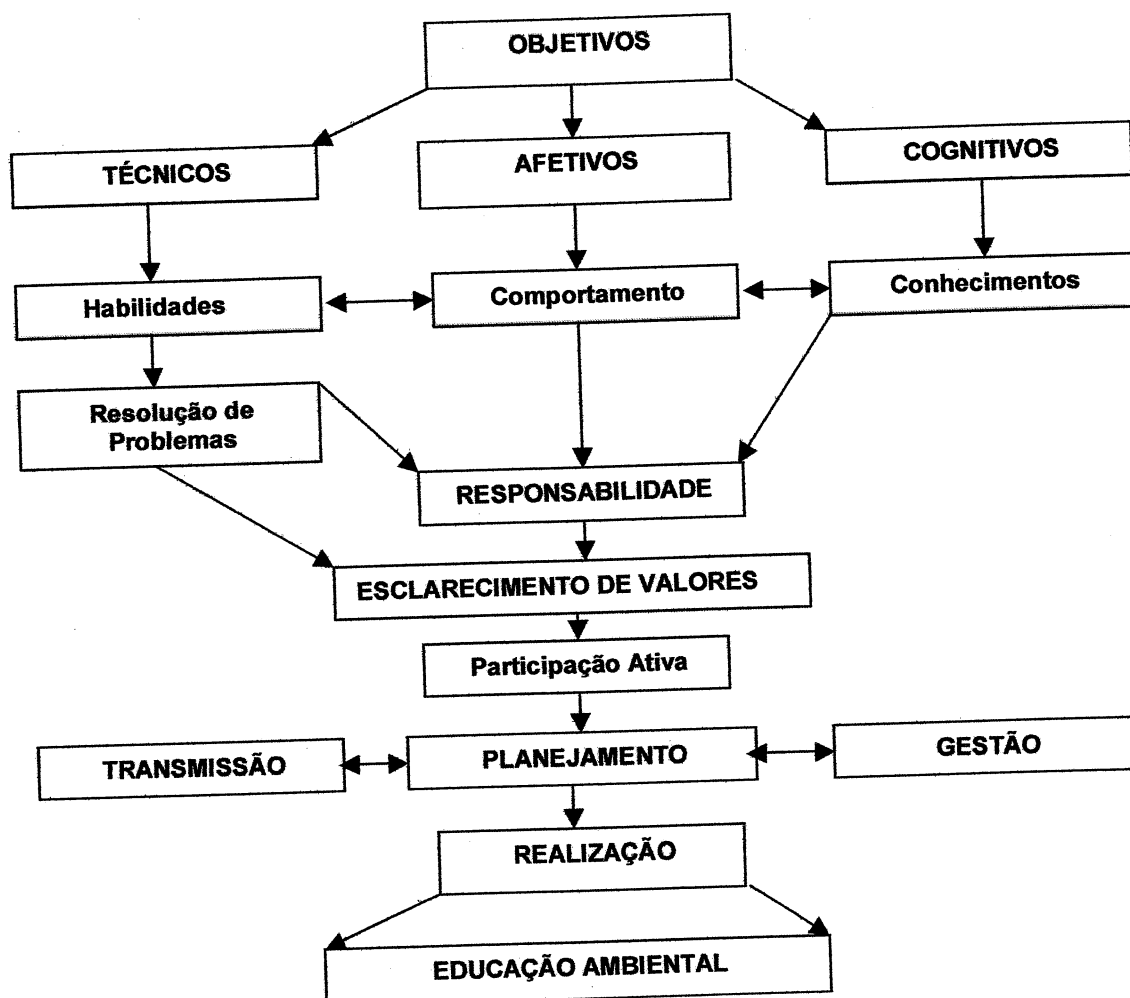 OBJETIVOS
TÉCNICOS
AFETIVOS
COGNITIVOS
Habilidades
Comportamento
Conhecimentos
Resolução de
Problemas
RESPONSABILIDADE
ESCLARECIMENTO DE VALORES
Participação Ativa
TRANSMISSÃO
PLANEJAMENTO
GESTÃO
REALIZAÇÃO
EDUCAÇÃO AMBIENTAL